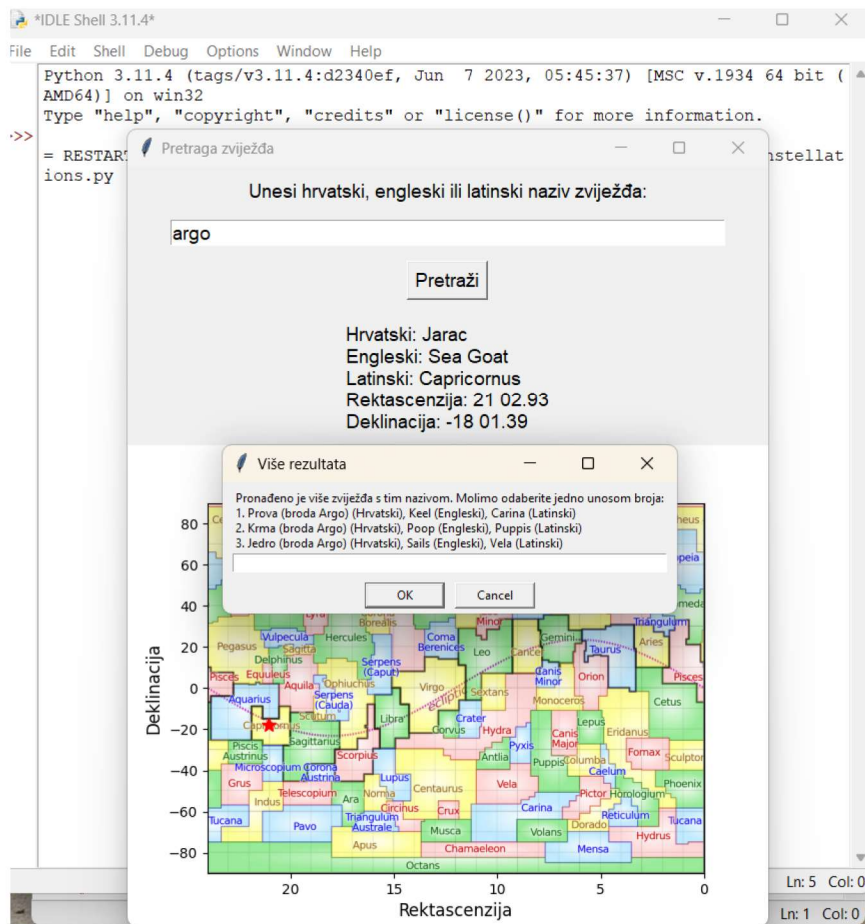 *IDLE Shell 3.11.4*
File Edit Shell Debug Options Window Help
Python 3.11.4 (tags/v3.11.4:d2340ef, Jun 7 2023, 05:45:37) [MSC v.1934 64 bit (
AMD64)] on win32
Type "help", "copyright", "credits" or "license()" for more information.
>>
= RESTAR
nstellat
ions.py
Pretraga zviježđa
Unesi hrvatski, engleski ili latinski naziv zviježđa:
argo
Pretraži
Hrvatski: Jarac
Engleski: Sea Goat
Latinski: Capricornus
Rektascenzija: 21 02.93
Deklinacija: -18 01.39
Više rezultata
Pronađeno je više zviježđa s tim nazivom. Molimo odaberite jedno unosom broja:
1. Prova (broda Argo) (Hrvatski), Keel (Engleski), Carina (Latinski)
2. Krma (broda Argo) (Hrvatski), Poop (Engleski), Puppis (Latinski)
3. Jedro (broda Argo) (Hrvatski), Sails (Engleski), Vela (Latinski)
OK Cancel
Deklinacija
80
60
40
20
0
−20
−40
−60
−80
Ce
heus
opeia
omeda
Lyra
Borealis
Minor
Triangulum
Vulpecula
Hercules
Coma
Berenices
Leo
Cancer
Gemini
Taurus
Aries
Pegasus
Sagitta
Delphinus
Serpens
(Caput)
Pisces
Equuleus
Aquila
Ophiuchus
Virgo
Sextans
Canis
Minor
Orion
Pisces
Aquarius
Serpens
(Cauda)
ecliptic
Monoceros
Cetus
Capricornus
Scutum
Libra
Crater
Corvus
Hydra
Lepus
Eridanus
Sagittarius
Canis
Major
Piscis
Austrinus
Scorpius
Antlia
Pyxis
Puppis
Columba
Fornax
Sculptor
Microscopium
Corona
Austrina
Lupus
Centaurus
Caelum
Grus
Telescopium
Norma
Vela
Pictor
Horologium
Phoenix
Indus
Ara
Circinus
Crux
Carina
Reticulum
Tucana
Pavo
Triangulum
Australe
Musca
Volans
Dorado
Hydrus
Tucana
Apus
Chamaeleon
Mensa
Octans
20 15 10 5 0
Rektascenzija
Ln: 5 Col: 0
Ln: 1 Col: 0